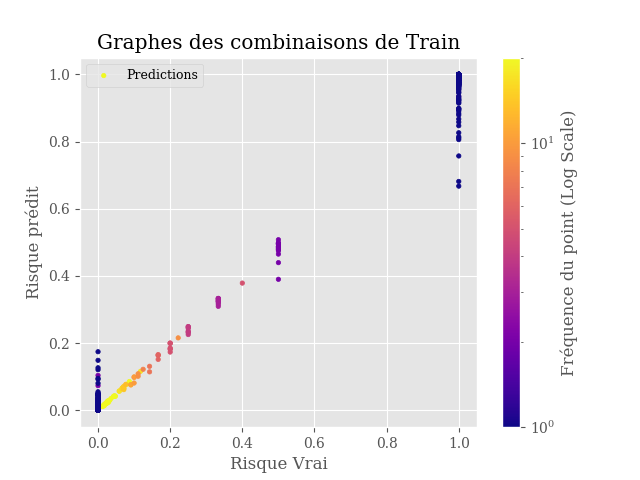 Graphes des combinaisons de Train
Predictions
Risque prédit
1.0
0.8
0.6
0.4
0.2
0.0
0.0 0.2 0.4 0.6 0.8 1.0
Risque Vrai
10¹
10⁰
Fréquence du point (Log Scale)